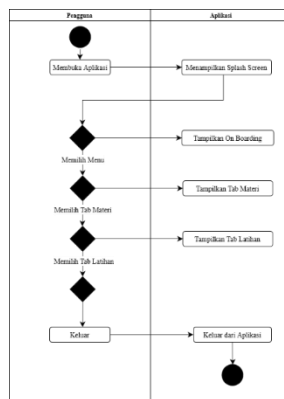 Pengguna
Aplikasi
Membuka Aplikasi
Menampilkan Splash Screen
Tampilkan On Boarding
Memilih Menu
Tampilkan Tab Materi
Memilih Tab Materi
Tampilkan Tab Latihan
Memilih Tab Latihan
Keluar
Keluar dari Aplikasi